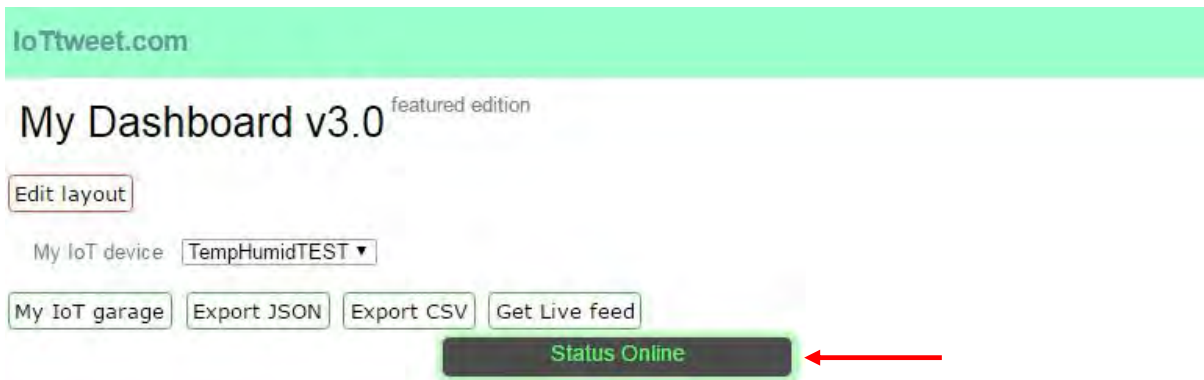 IoTtweet.com
My Dashboard v3.0 featured edition
Edit layout
My IoT device TempHumidTEST
My IoT garage Export JSON Export CSV Get Live feed
Status Online